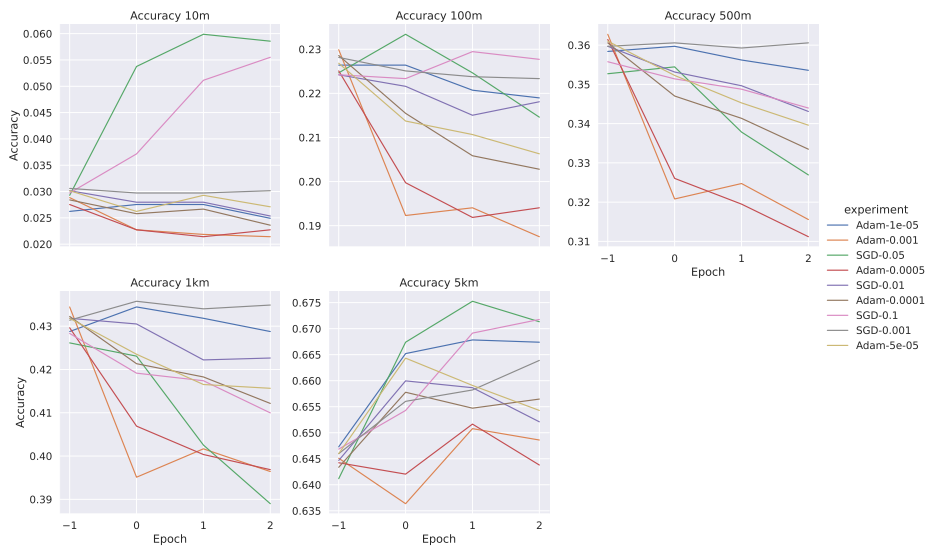 Accuracy 10m
Accuracy 100m
Accuracy 500m
0.060
0.055
0.050
0.045
0.040
0.035
0.030
0.025
0.020
Accuracy
0.23
0.22
0.21
0.20
0.19
0.36
0.35
0.34
0.33
0.32
0.31
−1
0
1
2
Epoch
experiment
Adam-1e-05
Adam-0.001
SGD-0.05
Adam-0.0005
SGD-0.01
Adam-0.0001
SGD-0.1
SGD-0.001
Adam-5e-05
Accuracy 1km
Accuracy 5km
0.43
0.42
0.41
0.40
0.39
Accuracy
−1
0
1
2
Epoch
0.675
0.670
0.665
0.660
0.655
0.650
0.645
0.640
0.635
−1
0
1
2
Epoch